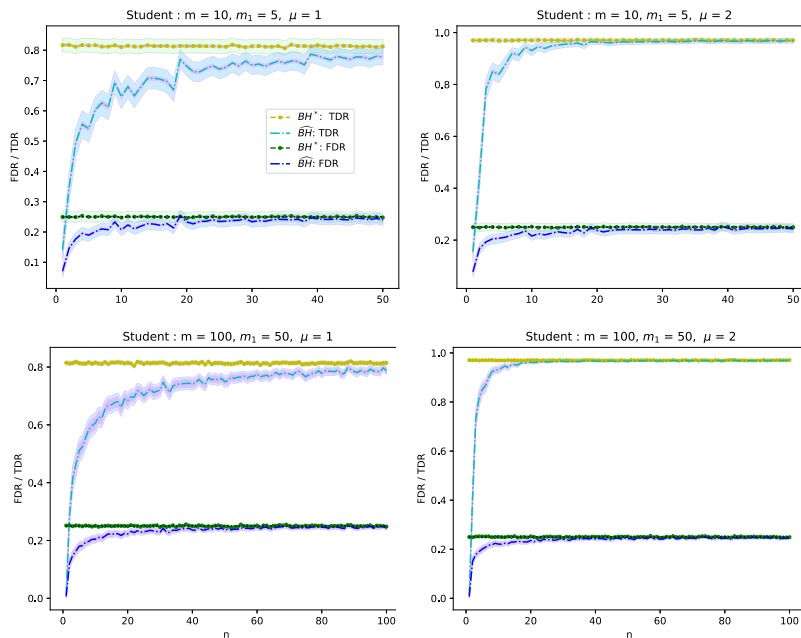 Student : m = 10, m₁ = 5, μ = 1
Student : m = 10, m₁ = 5, μ = 2
FDR / TDR
0.8
0.7
0.6
0.5
0.4
0.3
0.2
0.1
BH*: TDR
B̂H: TDR
BH*: FDR
B̂H: FDR
0 10 20 30 40 50
FDR / TDR
1.0
0.8
0.6
0.4
0.2
0 10 20 30 40 50
Student : m = 100, m₁ = 50, μ = 1
Student : m = 100, m₁ = 50, μ = 2
FDR / TDR
0.8
0.6
0.4
0.2
0.0
0 20 40 60 80 100
n
FDR / TDR
1.0
0.8
0.6
0.4
0.2
0.0
0 20 40 60 80 100
n